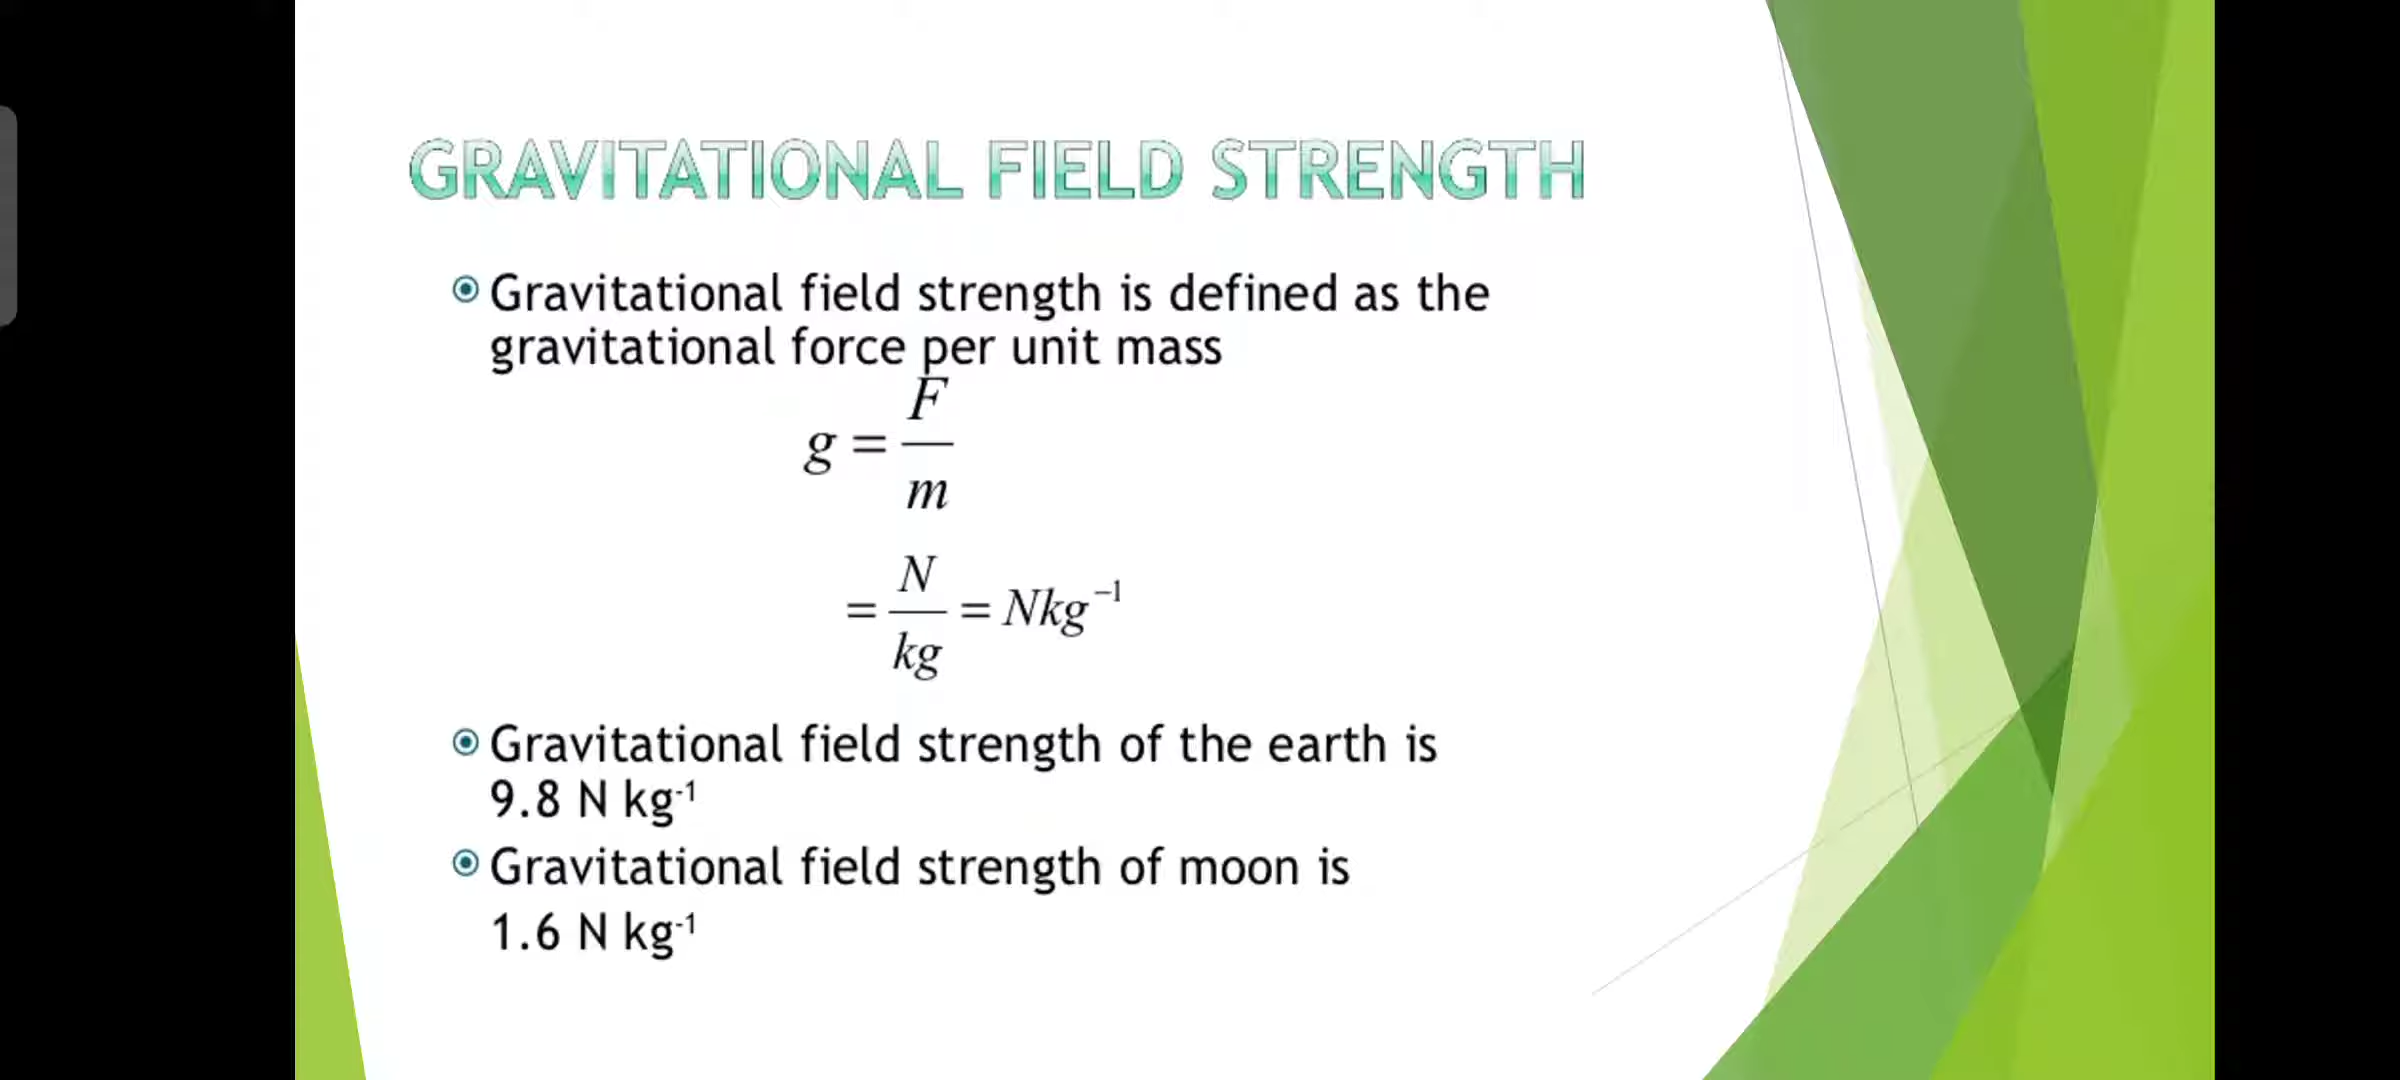 GRAVITATIONAL FIELD STRENGTH
Gravitational field strength is defined as the
gravitational force per unit mass
g = F/m
= N/kg = Nkg⁻¹
Gravitational field strength of the earth is
9.8 N kg⁻¹
Gravitational field strength of moon is
1.6 N kg⁻¹